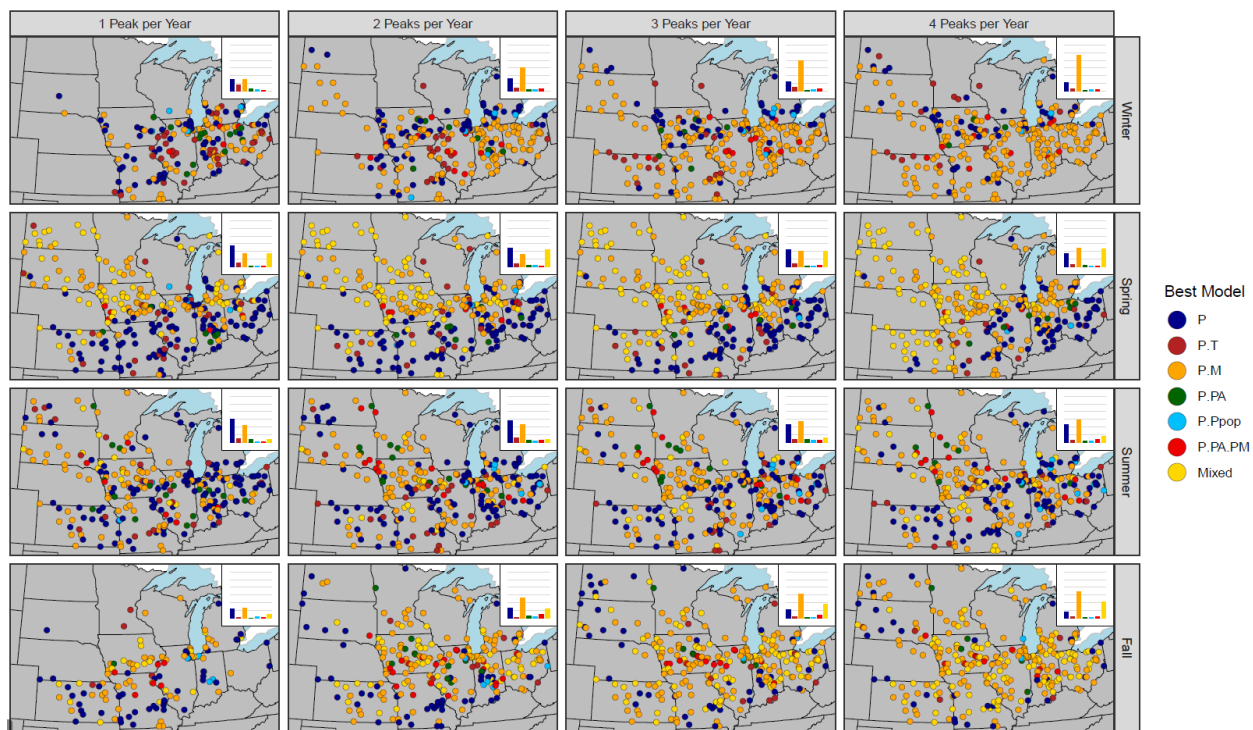 1 Peak per Year
2 Peaks per Year
3 Peaks per Year
4 Peaks per Year
Winter
Spring
Summer
Fall
Best Model
P
P.T
P.M
P.PA
P.Ppop
P.PA.PM
Mixed